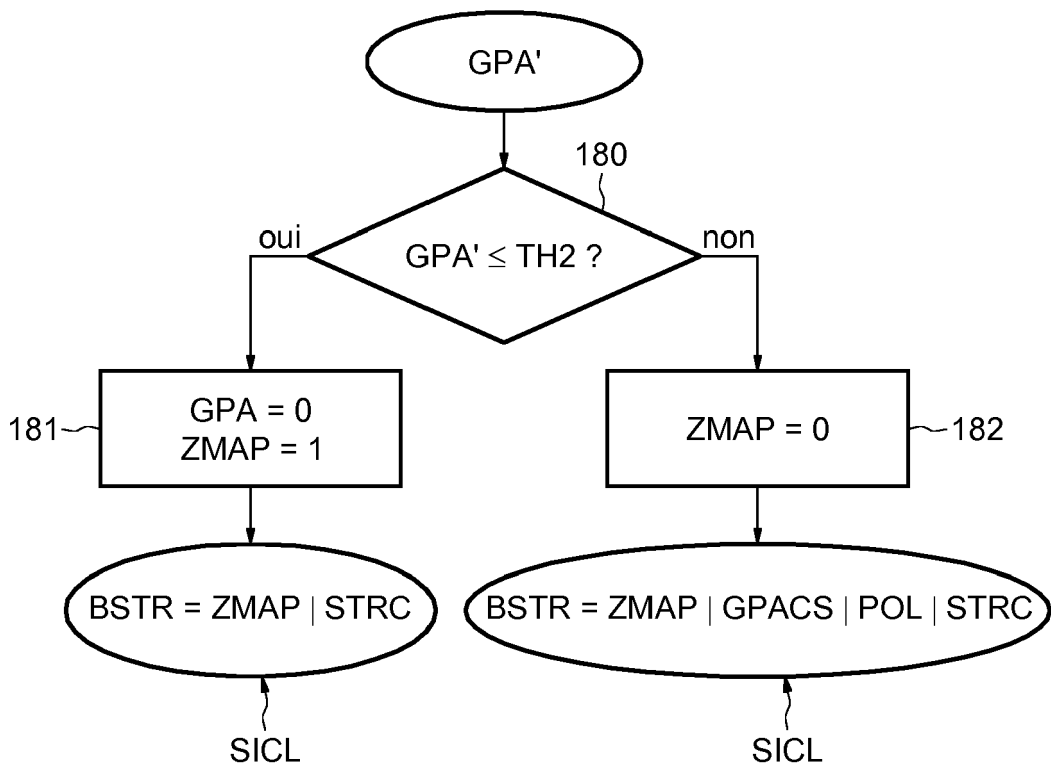 GPA'
180
oui
GPA' ≤ TH2 ?
non
GPA = 0
ZMAP = 1
181
ZMAP = 0
182
BSTR = ZMAP | STRC
BSTR = ZMAP | GPACS | POL | STRC
SICL
SICL